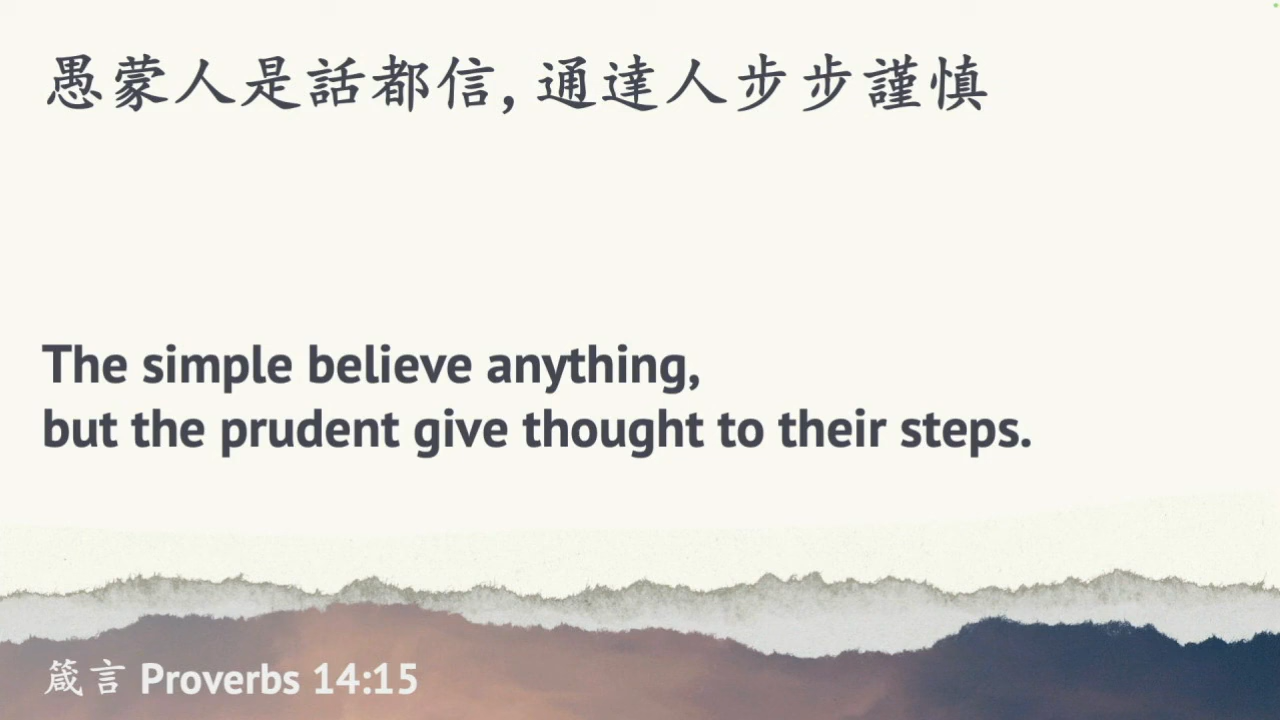 愚蒙人是話都信,通達人步步謹慎
The simple believe anything,
but the prudent give thought to their steps.
箴言 Proverbs 14:15